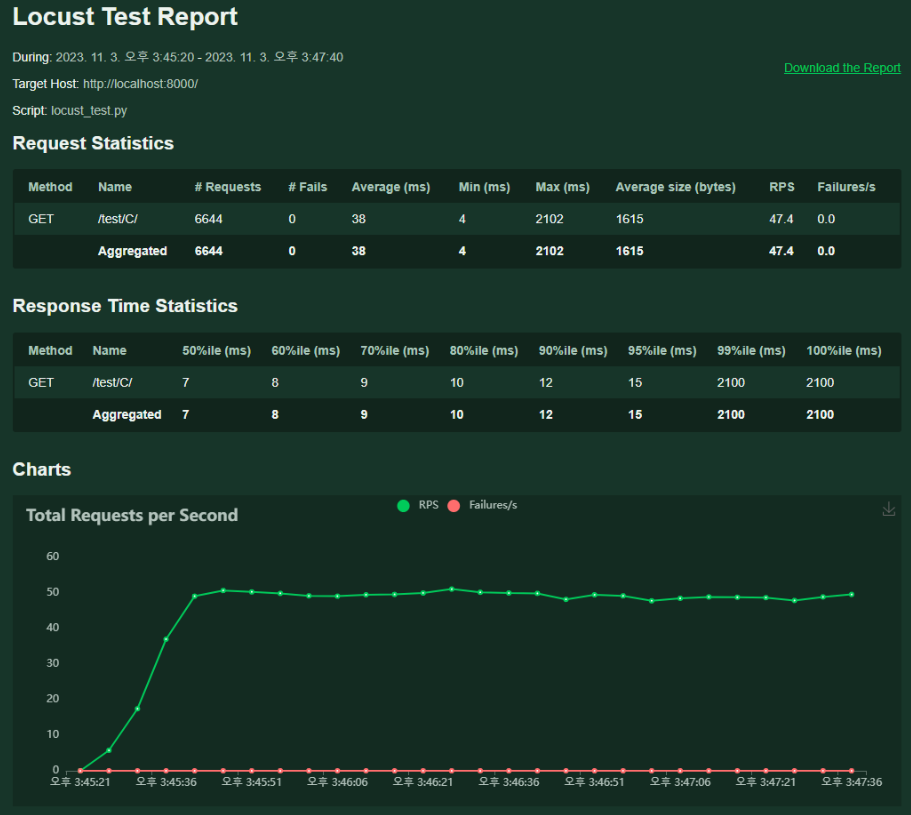 Locust Test Report
During: 2023. 11. 3. 오후 3:45:20 - 2023. 11. 3. 오후 3:47:40
Download the Report
Target Host: http://localhost:8000/
Script: locust_test.py
Request Statistics
Method Name # Requests # Fails Average (ms) Min (ms) Max (ms) Average size (bytes) RPS Failures/s
GET /test/C/ 6644 0 38 4 2102 1615 47.4 0.0
Aggregated 6644 0 38 4 2102 1615 47.4 0.0
Response Time Statistics
Method Name 50%ile (ms) 60%ile (ms) 70%ile (ms) 80%ile (ms) 90%ile (ms) 95%ile (ms) 99%ile (ms) 100%ile (ms)
GET /test/C/ 7 8 9 10 12 15 2100 2100
Aggregated 7 8 9 10 12 15 2100 2100
Charts
Total Requests per Second
RPS Failures/s
60
50
40
30
20
10
0
오후 3:45:21 오후 3:45:36 오후 3:45:51 오후 3:46:06 오후 3:46:21 오후 3:46:36 오후 3:46:51 오후 3:47:06 오후 3:47:21 오후 3:47:36